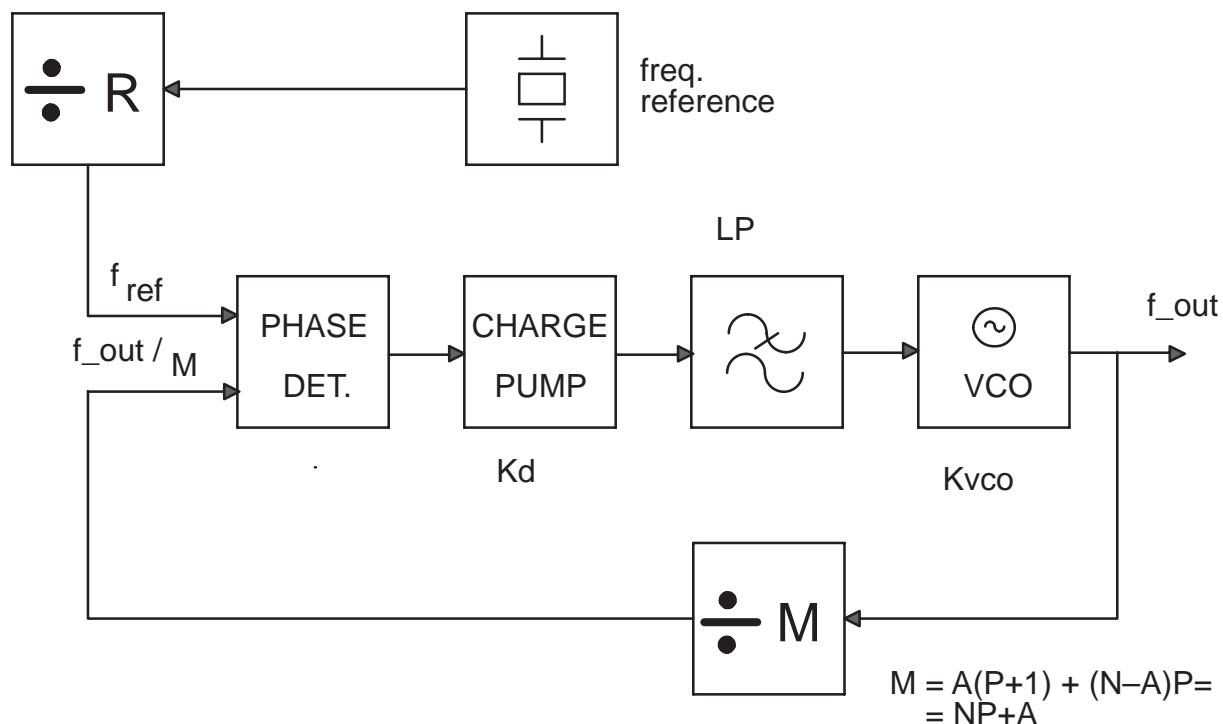 ÷ R
freq.
reference
LP
f ref
f_out / M
PHASE
DET.
CHARGE
PUMP
VCO
f_out
Kd
Kvco
÷ M
M = A(P+1) + (N–A)P=
= NP+A